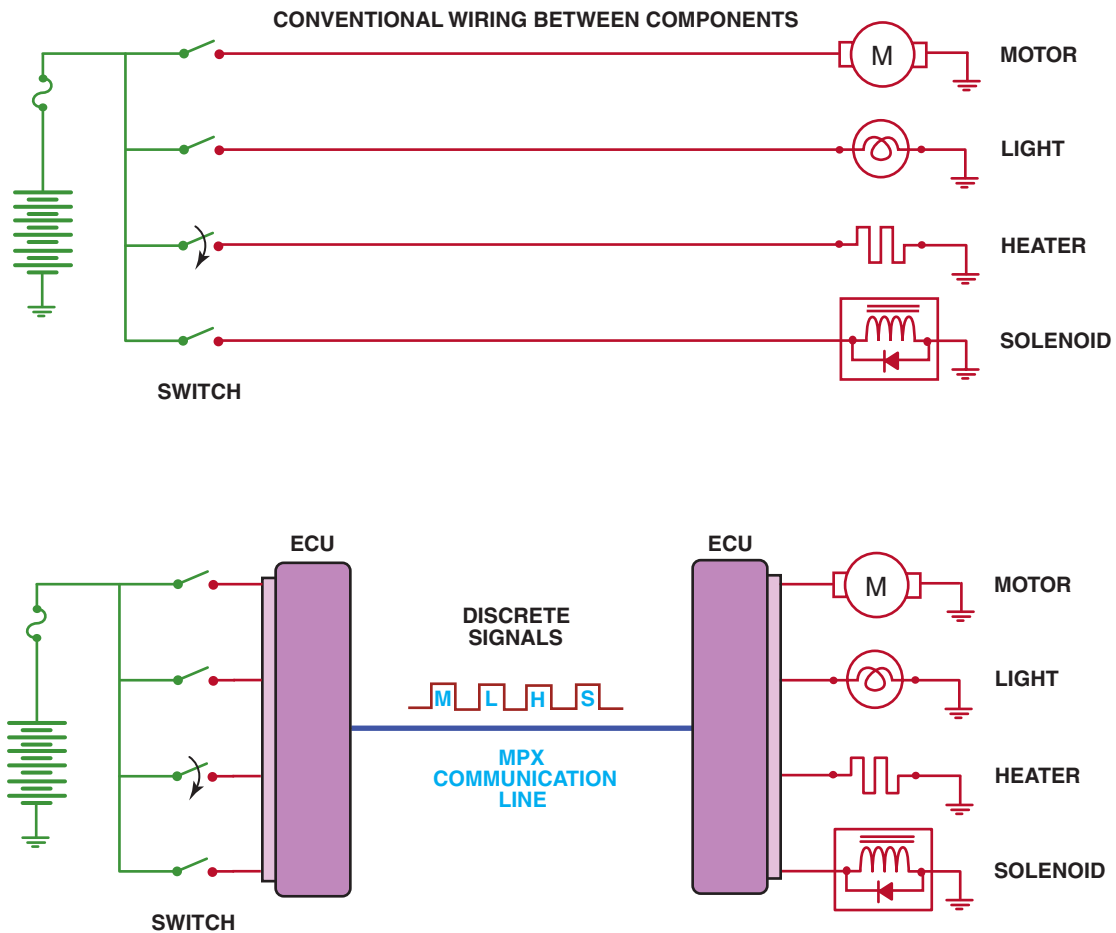 CONVENTIONAL WIRING BETWEEN COMPONENTS
M
MOTOR
LIGHT
HEATER
SOLENOID
SWITCH
ECU
ECU
DISCRETE
SIGNALS
M L H S
MPX
COMMUNICATION
LINE
M
MOTOR
LIGHT
HEATER
SOLENOID
SWITCH